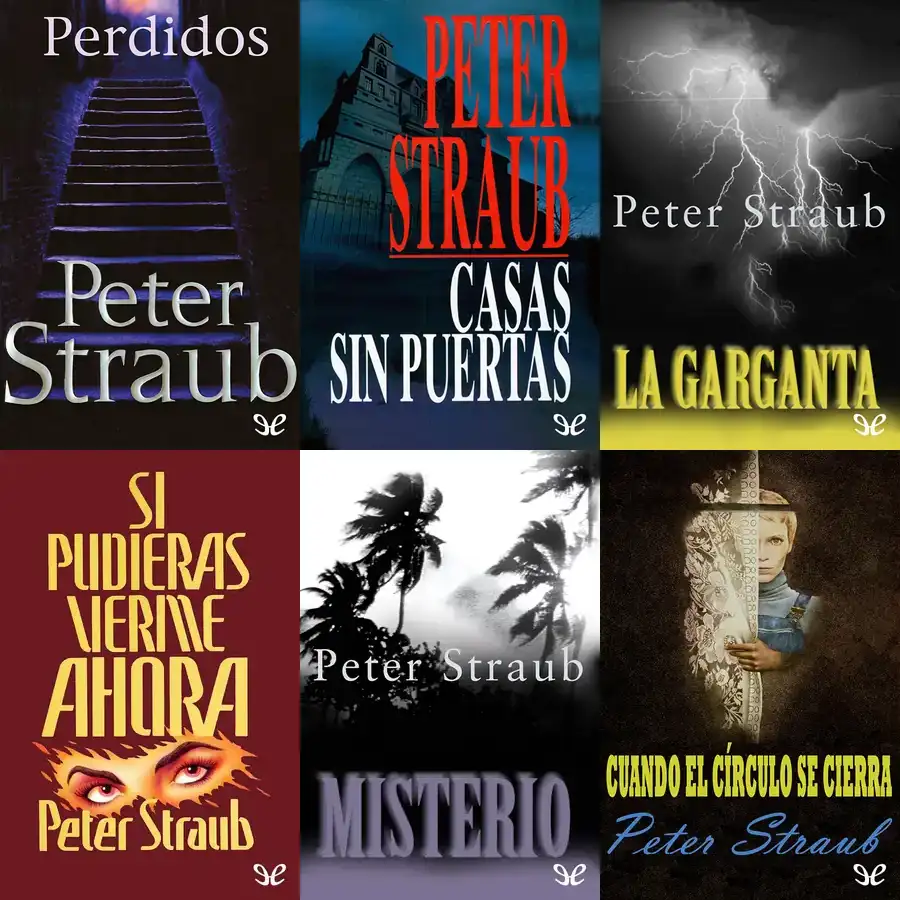 Perdidos
Peter
Straub
PETER
STRAUB
CASAS
SIN PUERTAS
Peter Straub
LA GARGANTA
SI
PUDIERAS
VERME
AHORA
Peter Straub
Peter Straub
MISTERIO
CUANDO EL CÍRCULO SE CIERRA
Peter Straub